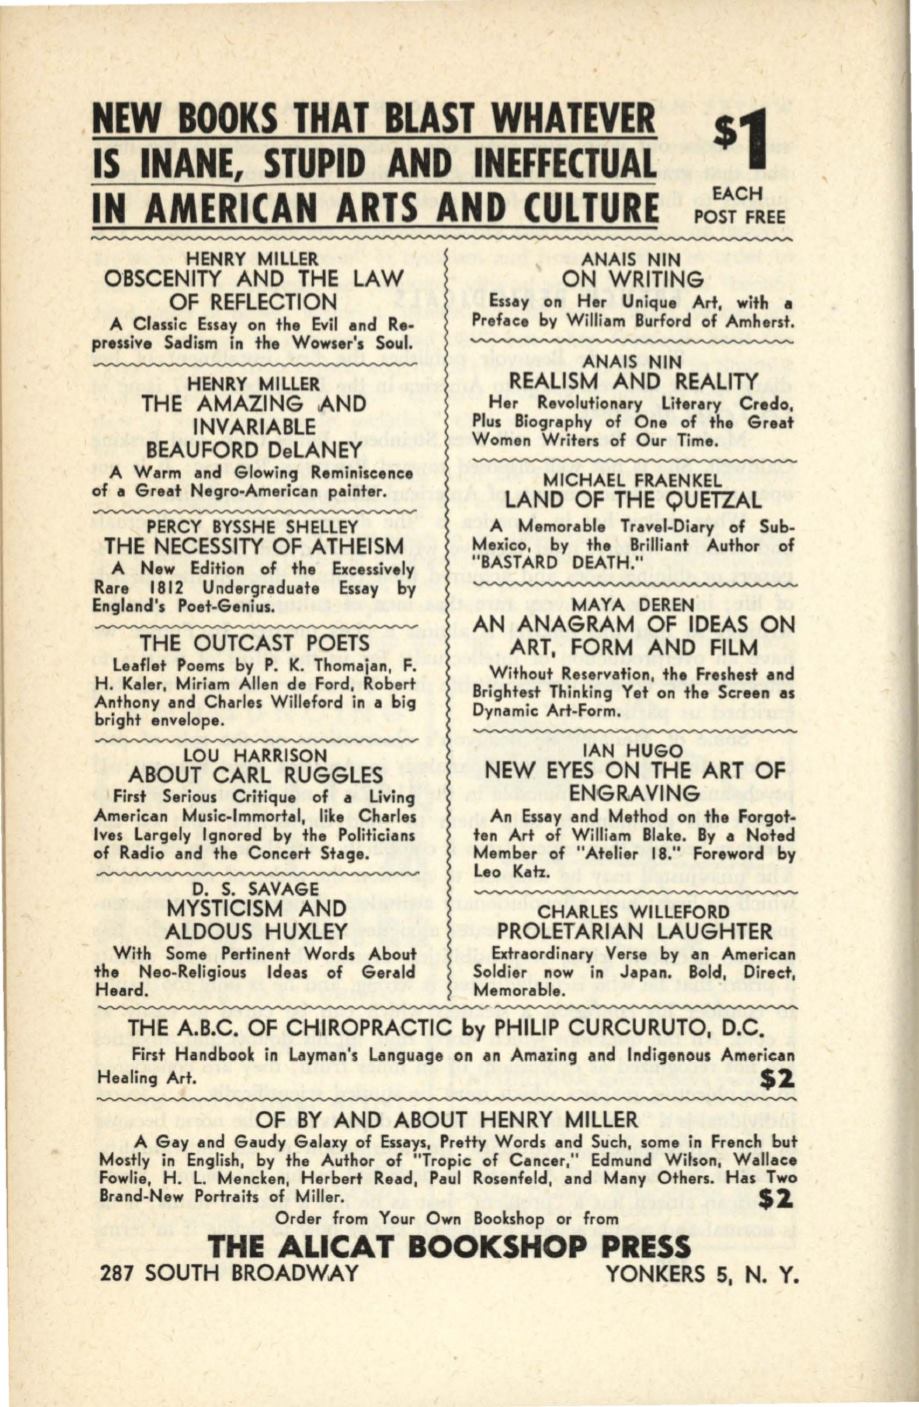 NEW BOOKS THAT BLAST WHATEVER
IS INANE, STUPID AND INEFFECTUAL
IN AMERICAN ARTS AND CULTURE
$1
EACH
POST FREE
HENRY MILLER
OBSCENITY AND THE LAW
OF REFLECTION
A Classic Essay on the Evil and Re-
pressive Sadism in the Wowser's Soul.
HENRY MILLER
THE AMAZING AND
INVARIABLE
BEAUFORD DeLANEY
A Warm and Glowing Reminiscence
of a Great Negro-American painter.
PERCY BYSSHE SHELLEY
THE NECESSITY OF ATHEISM
A New Edition of the Excessively
Rare 1812 Undergraduate Essay by
England's Poet-Genius.
THE OUTCAST POETS
Leaflet Poems by P. K. Thomajan, F.
H. Kaler, Miriam Allen de Ford, Robert
Anthony and Charles Willeford in a big
bright envelope.
LOU HARRISON
ABOUT CARL RUGGLES
First Serious Critique of a Living
American Music-Immortal, like Charles
Ives Largely Ignored by the Politicians
of Radio and the Concert Stage.
D. S. SAVAGE
MYSTICISM AND
ALDOUS HUXLEY
With Some Pertinent Words About
the Neo-Religious Ideas of Gerald
Heard.
ANAIS NIN
ON WRITING
Essay on Her Unique Art, with a
Preface by William Burford of Amherst.
ANAIS NIN
REALISM AND REALITY
Her Revolutionary Literary Credo,
Plus Biography of One of the Great
Women Writers of Our Time.
MICHAEL FRAENKEL
LAND OF THE QUETZAL
A Memorable Travel-Diary of Sub-
Mexico, by the Brilliant Author of
"BASTARD DEATH."
MAYA DEREN
AN ANAGRAM OF IDEAS ON
ART, FORM AND FILM
Without Reservation, the Freshest and
Brightest Thinking Yet on the Screen as
Dynamic Art-Form.
IAN HUGO
NEW EYES ON THE ART OF
ENGRAVING
An Essay and Method on the Forgot-
ten Art of William Blake. By a Noted
Member of "Atelier 18." Foreword by
Leo Katz.
CHARLES WILLEFORD
PROLETARIAN LAUGHTER
Extraordinary Verse by an American
Soldier now in Japan. Bold, Direct,
Memorable.
THE A.B.C. OF CHIROPRACTIC by PHILIP CURCURUTO, D.C.
First Handbook in Layman's Language on an Amazing and Indigenous American
Healing Art. $2
OF BY AND ABOUT HENRY MILLER
A Gay and Gaudy Galaxy of Essays, Pretty Words and Such, some in French but
Mostly in English, by the Author of "Tropic of Cancer," Edmund Wilson, Wallace
Fowlie, H. L. Mencken, Herbert Read, Paul Rosenfeld, and Many Others. Has Two
Brand-New Portraits of Miller. $2
Order from Your Own Bookshop or from
THE ALICAT BOOKSHOP PRESS
287 SOUTH BROADWAY YONKERS 5, N. Y.